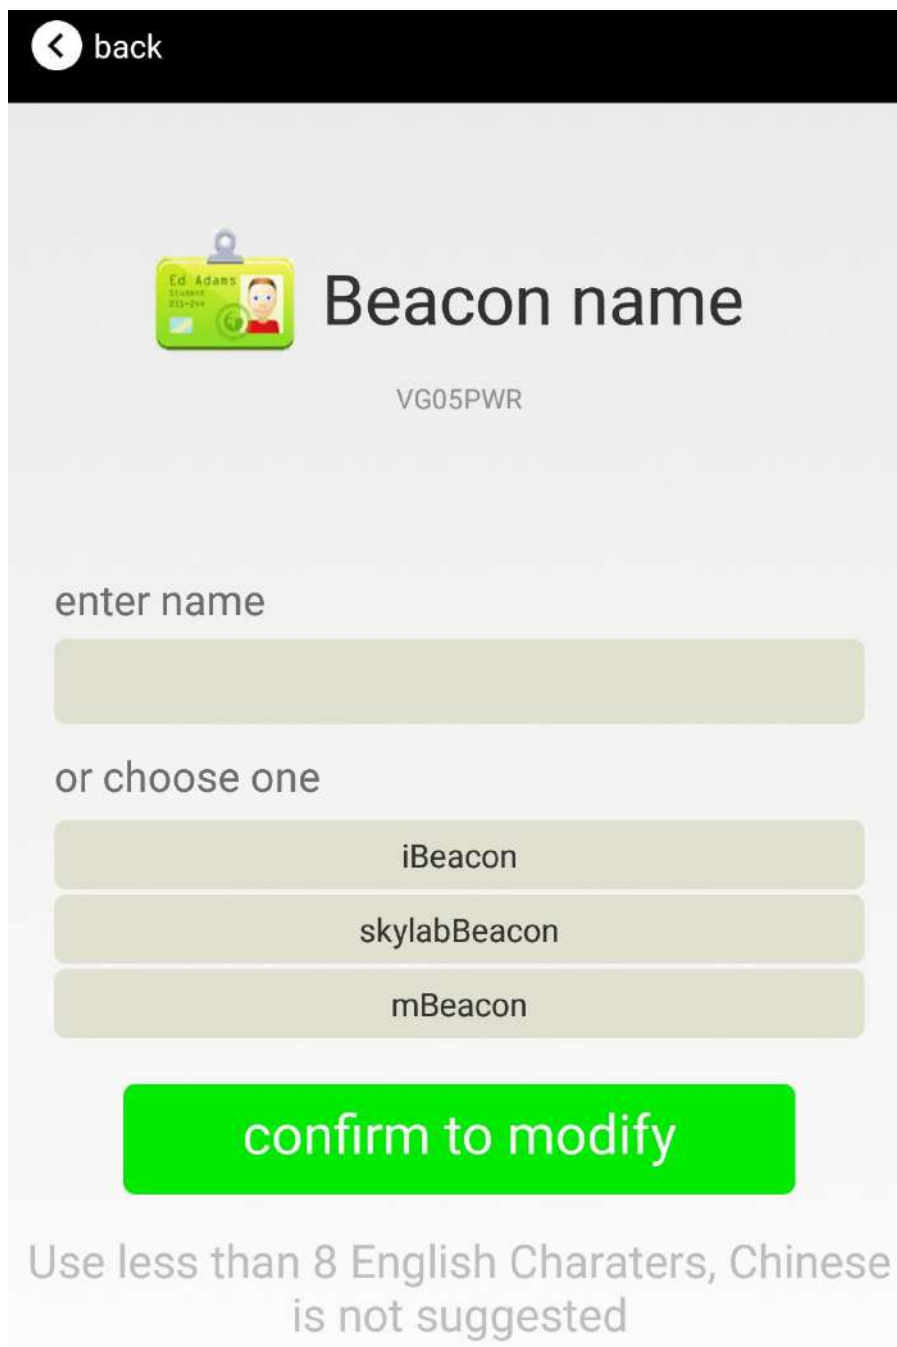 back
Ed Adams
Student
Beacon name
VG05PWR
enter name
or choose one
iBeacon
skylabBeacon
mBeacon
confirm to modify
Use less than 8 English Charaters, Chinese
is not suggested